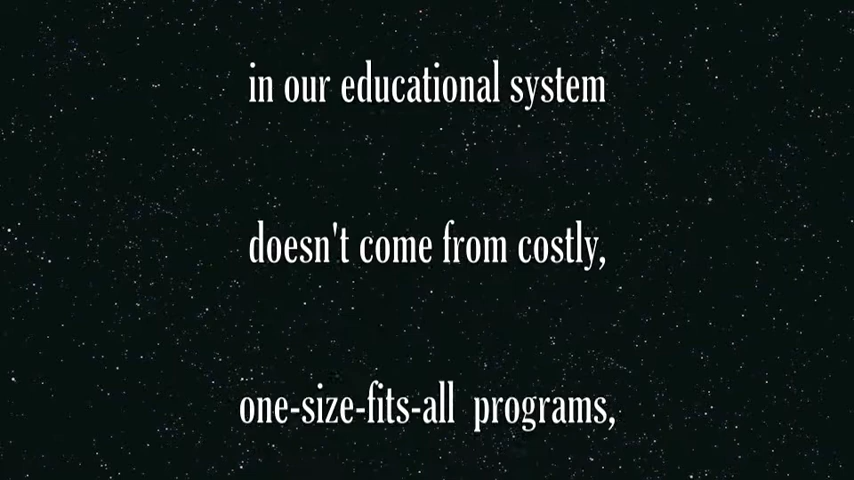 in our educational system
doesn't come from costly,
one-size-fits-all programs,